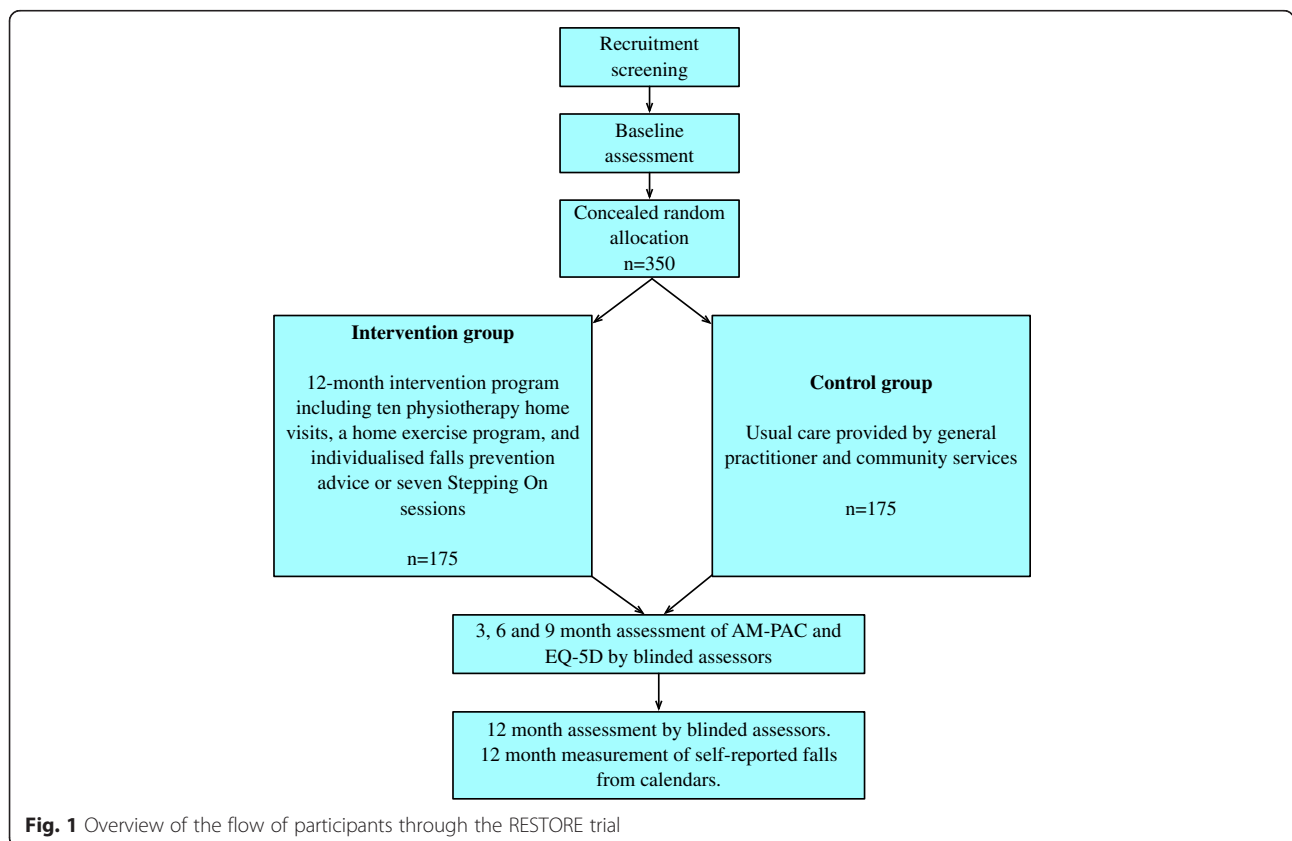 Recruitment
screening
Baseline
assessment
Concealed random
allocation
n=350
Intervention group
12-month intervention program
including ten physiotherapy home
visits, a home exercise program, and
individualised falls prevention
advice or seven Stepping On
sessions
n=175
Control group
Usual care provided by general
practitioner and community services
n=175
3, 6 and 9 month assessment of AM-PAC and
EQ-5D by blinded assessors
12 month assessment by blinded assessors.
12 month measurement of self-reported falls
from calendars.
Fig. 1 Overview of the flow of participants through the RESTORE trial